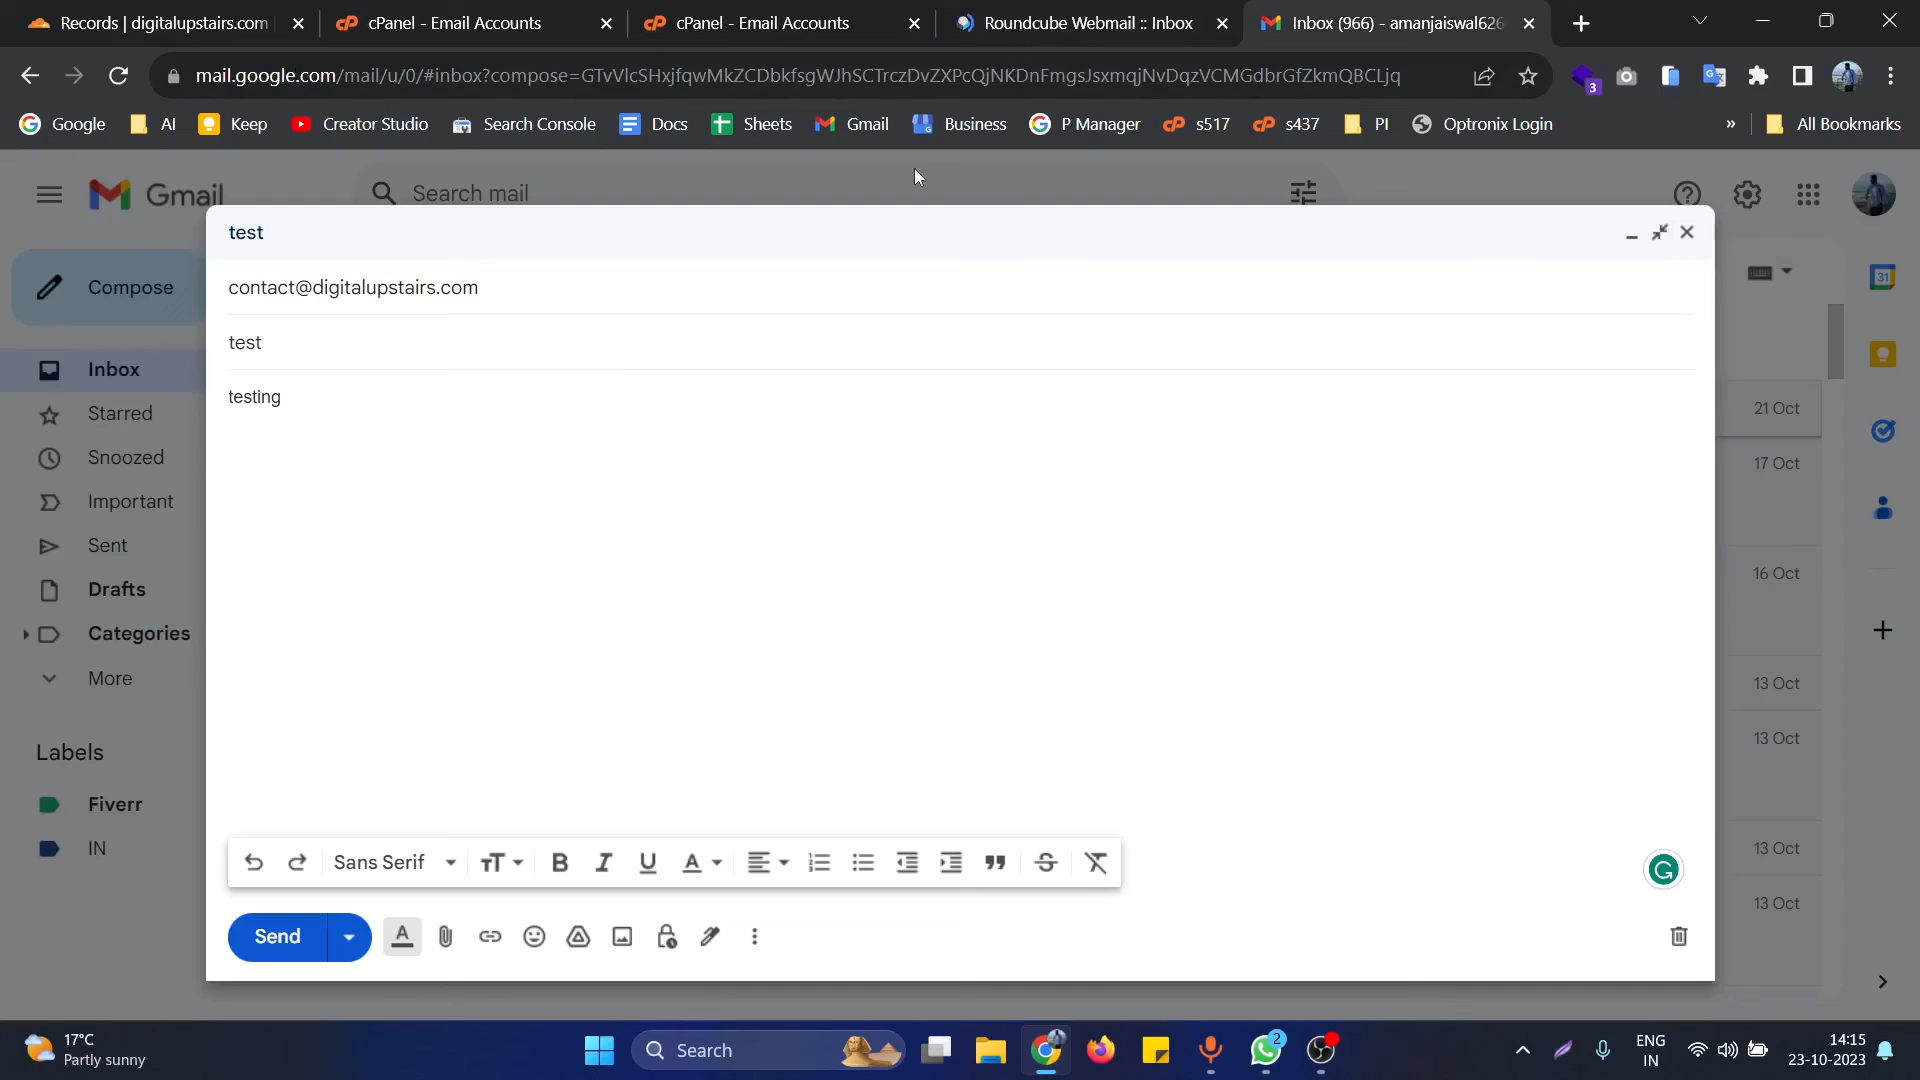 Records | digitalupstairs.com
cPanel - Email Accounts
cPanel - Email Accounts
Roundcube Webmail :: Inbox
Inbox (966) - amanjaiswal626
mail.google.com/mail/u/0/#inbox?compose=GTvVlcSHxjfqwMkZCDbkfsgWJhSCTrczDvZXPcQjNKDnFmgsJsxmqjNvDqzVCMGdbrGfZkmQBCLjq
3
Google
AI
Keep
Creator Studio
Search Console
Docs
Sheets
Gmail
Business
P Manager
s517
s437
PI
Optronix Login
»
All Bookmarks
Gmail
Search mail
test
contact@digitalupstairs.com
test
testing
Compose
Inbox
Starred
Snoozed
Important
Sent
Drafts
Categories
More
Labels
Fiverr
IN
31
21 Oct
17 Oct
16 Oct
13 Oct
13 Oct
13 Oct
13 Oct
Sans Serif
Send
17°C
Partly sunny
Search
2
ENG
IN
14:15
23-10-2023